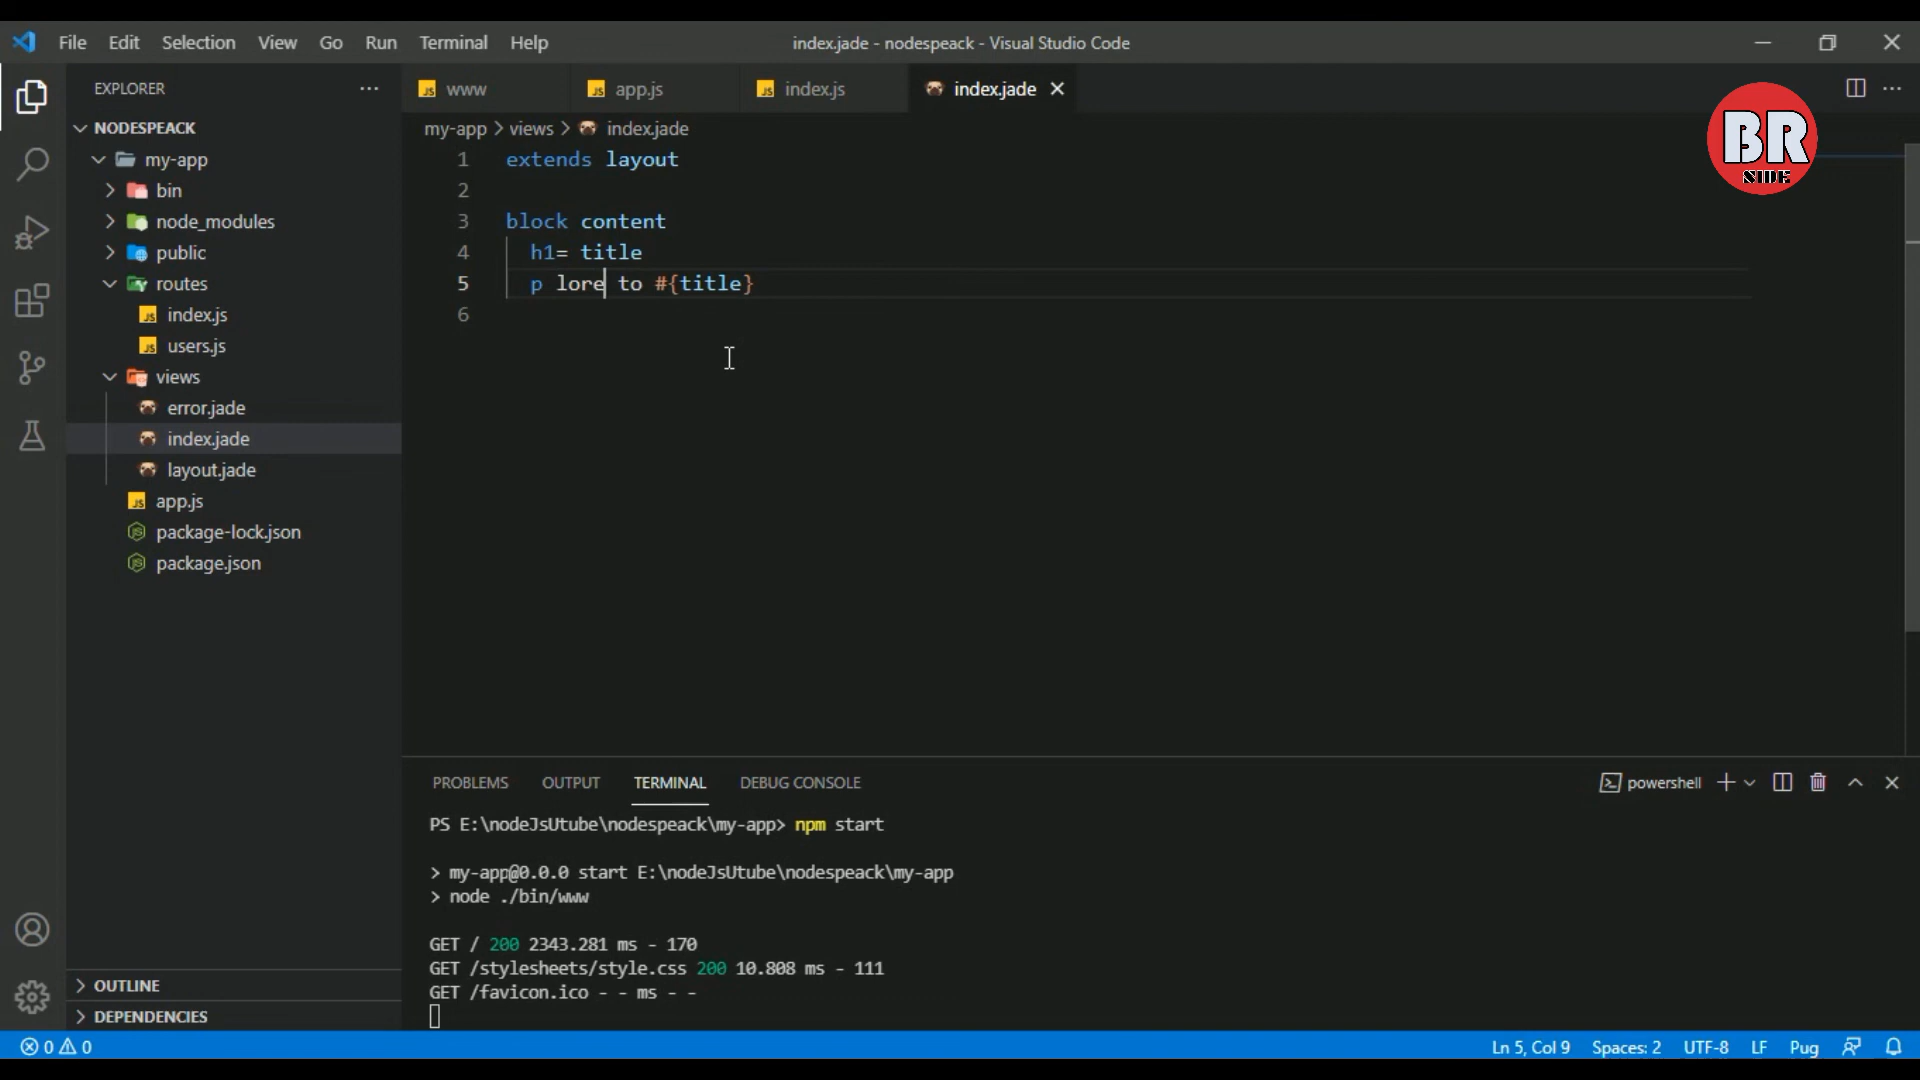 File Edit Selection View Go Run Terminal Help
index.jade - nodespeack - Visual Studio Code
EXPLORER
www
app.js
index.js
index.jade
BR
SIDE
NODESPEACK
my-app
bin
node_modules
public
routes
index.js
users.js
views
error.jade
index.jade
layout.jade
app.js
package-lock.json
package.json
OUTLINE
DEPENDENCIES
my-app > views > index.jade
1 extends layout
2
3 block content
4 h1= title
5 p lore to #{title}
6
PROBLEMS OUTPUT TERMINAL DEBUG CONSOLE
powershell
PS E:\nodeJsUtube\nodespeack\my-app> npm start
> my-app@0.0.0 start E:\nodeJsUtube\nodespeack\my-app
> node ./bin/www
GET / 200 2343.281 ms - 170
GET /stylesheets/style.css 200 10.808 ms - 111
GET /favicon.ico - - ms - -
0 0
Ln 5, Col 9 Spaces: 2 UTF-8 LF Pug